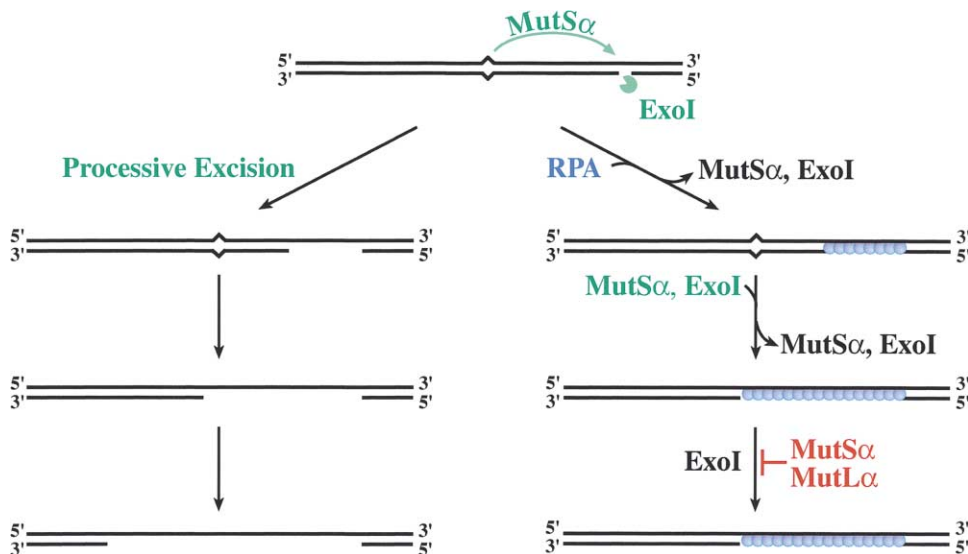 MutSα
5' 3'
3' 5'
ExoI
Processive Excision
RPA
MutSα, ExoI
5' 3'
3' 5'
5' 3'
3' 5'
MutSα, ExoI
MutSα, ExoI
5' 3'
3' 5'
5' 3'
3' 5'
ExoI
MutSα
MutLα
5' 3'
3' 5'
5' 3'
3' 5'